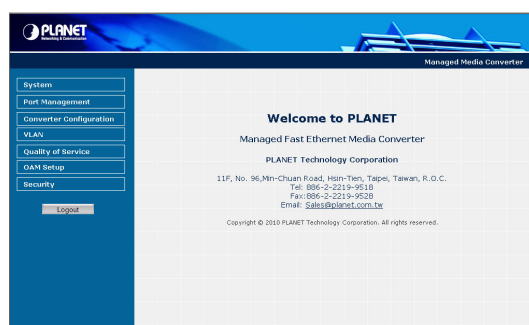 PLANET
Networking & Communication
Managed Media Converter
System
Port Management
Converter Configuration
VLAN
Quality of Service
OAM Setup
Security
Logout
Welcome to PLANET
Managed Fast Ethernet Media Converter
PLANET Technology Corporation
11F, No. 96,Min-Chuan Road, Hsin-Tien, Taipei, Taiwan, R.O.C.
Tel: 886-2-2219-9518
Fax:886-2-2219-9528
Email: Sales@planet.com.tw
Copyright © 2010 PLANET Technology Corporation. All rights reserved.